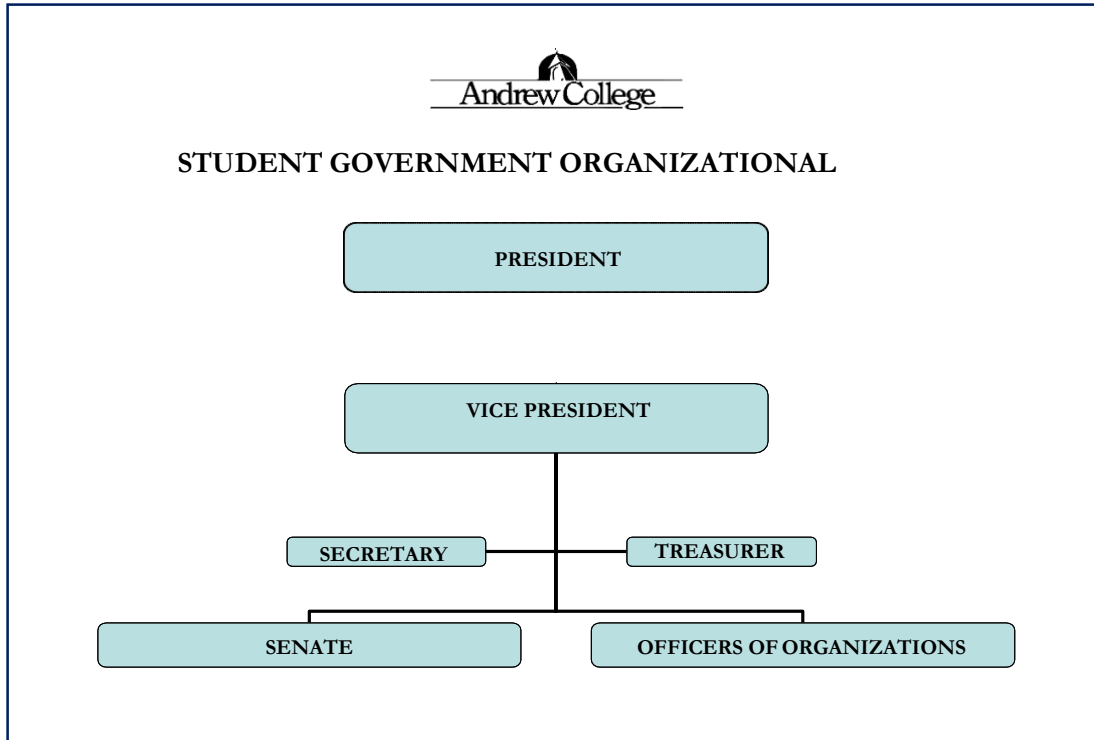 Andrew College
STUDENT GOVERNMENT ORGANIZATIONAL
PRESIDENT
VICE PRESIDENT
SECRETARY
TREASURER
SENATE
OFFICERS OF ORGANIZATIONS